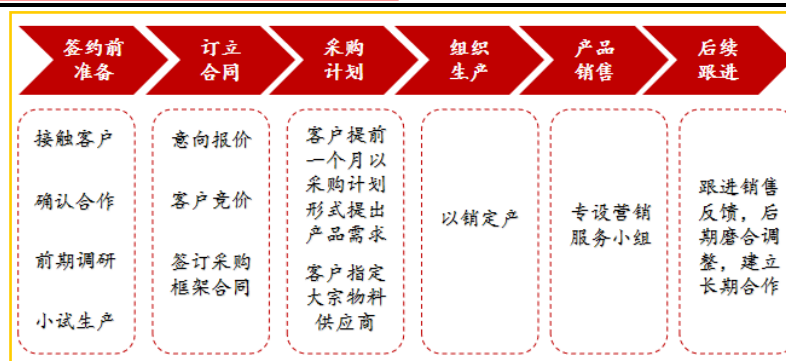 签约前
准备
订立
合同
采购
计划
组织
生产
产品
销售
后续
跟进
接触客户
确认合作
前期调研
小试生产
意向报价
客户竞价
签订采购
框架合同
客户提前
一个月以
采购计划
形式提出
产品需求
客户指定
大宗物料
供应商
以销定产
专设营销
服务小组
跟进销售
反馈，后
期磨合调
整，建立
长期合作